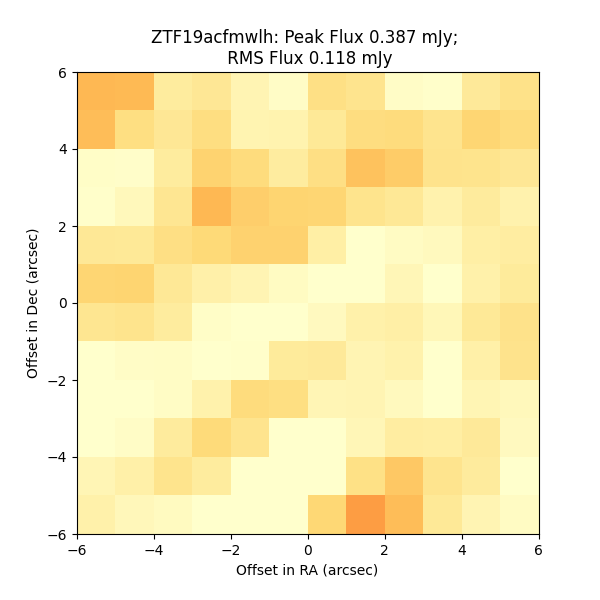 ZTF19acfmwlh: Peak Flux 0.387 mJy;
RMS Flux 0.118 mJy
6
4
2
0
−2
−4
−6
Offset in Dec (arcsec)
−6 −4 −2 0 2 4 6
Offset in RA (arcsec)